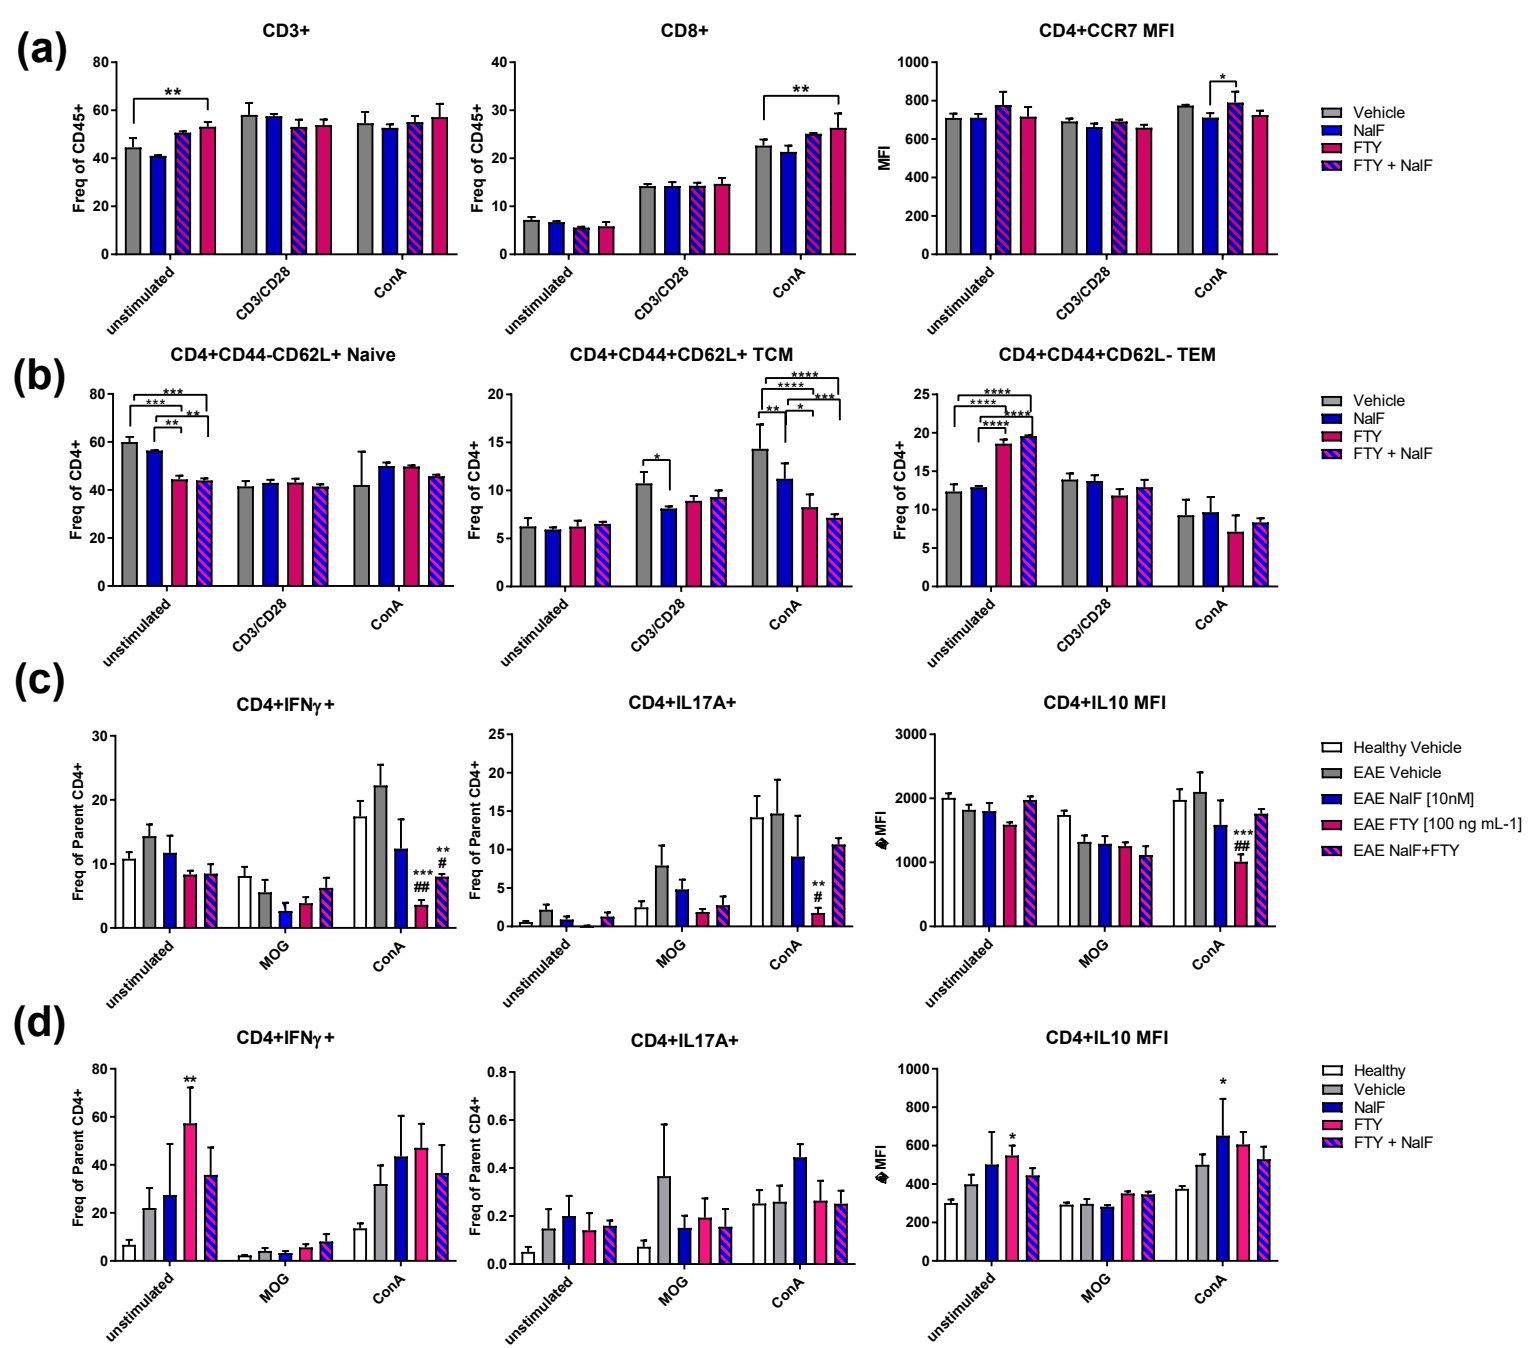 (a)
CD3+
CD8+
CD4+CCR7 MFI
Freq of CD45+
80
60
40
20
0
**
unstimulated
CD3/CD28
ConA
Freq of CD45+
40
30
20
10
0
**
unstimulated
CD3/CD28
ConA
MFI
1000
800
600
400
200
0
*
unstimulated
CD3/CD28
ConA
Vehicle
NalF
FTY
FTY + NalF
(b)
CD4+CD44-CD62L+ Naive
CD4+CD44+CD62L+ TCM
CD4+CD44+CD62L- TEM
Freq of CD4+
80
60
40
20
0
***
***
**
**
unstimulated
CD3/CD28
ConA
Freq of CD4+
20
15
10
5
0
*
****
****
***
**
*
unstimulated
CD3/CD28
ConA
Freq of CD4+
25
20
15
10
5
0
****
****
****
****
unstimulated
CD3/CD28
ConA
Vehicle
NalF
FTY
FTY + NalF
(c)
CD4+IFNγ+
CD4+IL17A+
CD4+IL10 MFI
Freq of Parent CD4+
30
20
10
0
***
##
**
#
unstimulated
MOG
ConA
Freq of Parent CD4+
25
20
15
10
5
0
**
#
unstimulated
MOG
ConA
MFI
3000
2000
1000
0
***
##
unstimulated
MOG
ConA
Healthy Vehicle
EAE Vehicle
EAE NalF [10nM]
EAE FTY [100 ng mL-1]
EAE NalF+FTY
(d)
CD4+IFNγ+
CD4+IL17A+
CD4+IL10 MFI
Freq of Parent CD4+
80
60
40
20
0
**
unstimulated
MOG
ConA
Freq of Parent CD4+
0.8
0.6
0.4
0.2
0.0
unstimulated
MOG
ConA
MFI
1000
800
600
400
200
0
*
*
unstimulated
MOG
ConA
Healthy
Vehicle
NalF
FTY
FTY + NalF